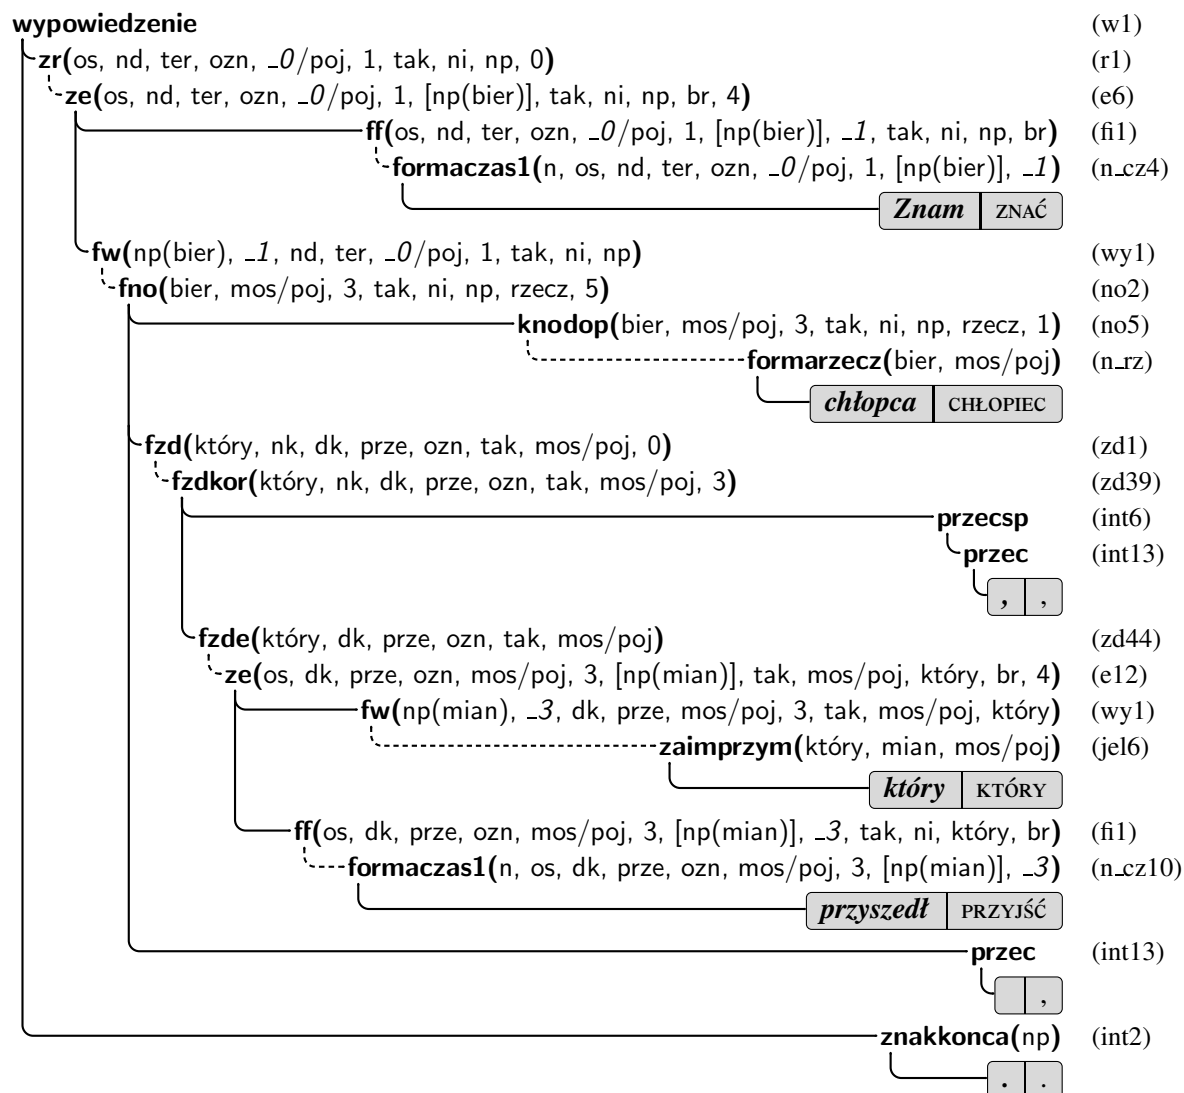 wypowiedzenie (w1)
zr(os, nd, ter, ozn, _0/poj, 1, tak, ni, np, 0) (r1)
ze(os, nd, ter, ozn, _0/poj, 1, [np(bier)], tak, ni, np, br, 4) (e6)
ff(os, nd, ter, ozn, _0/poj, 1, [np(bier)], _1, tak, ni, np, br) (fi1)
formaczas1(n, os, nd, ter, ozn, _0/poj, 1, [np(bier)], _1) (n_cz4)
Znam ZNAĆ
fw(np(bier), _1, nd, ter, _0/poj, 1, tak, ni, np) (wy1)
fno(bier, mos/poj, 3, tak, ni, np, rzecz, 5) (no2)
knodop(bier, mos/poj, 3, tak, ni, np, rzecz, 1) (no5)
formarzecz(bier, mos/poj) (n_rz)
chłopca CHŁOPIEC
fzd(który, nk, dk, prze, ozn, tak, mos/poj, 0) (zd1)
fzdkor(który, nk, dk, prze, ozn, tak, mos/poj, 3) (zd39)
przecsp (int6)
przec (int13)
, ,
fzde(który, dk, prze, ozn, tak, mos/poj) (zd44)
ze(os, dk, prze, ozn, mos/poj, 3, [np(mian)], tak, mos/poj, który, br, 4) (e12)
fw(np(mian), _3, dk, prze, mos/poj, 3, tak, mos/poj, który) (wy1)
zaimprzym(który, mian, mos/poj) (jel6)
który KTÓRY
ff(os, dk, prze, ozn, mos/poj, 3, [np(mian)], _3, tak, ni, który, br) (fi1)
formaczas1(n, os, dk, prze, ozn, mos/poj, 3, [np(mian)], _3) (n_cz10)
przyszedł PRZYJŚĆ
przec (int13)
,
znakkonca(np) (int2)
. .